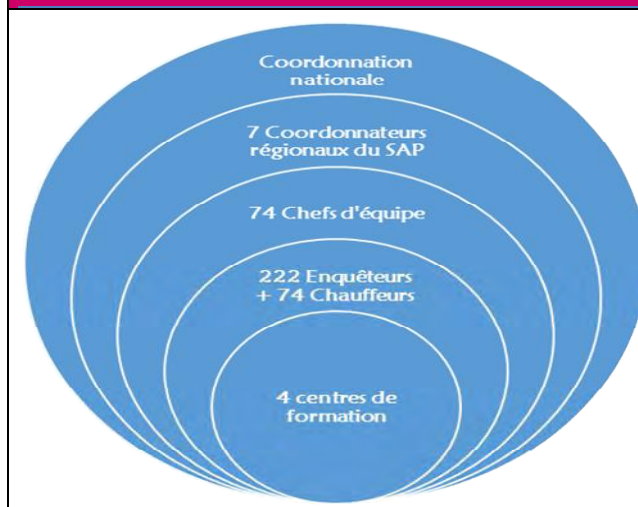 Coordonnation
nationale
7 Coordonnateurs
régionaux du SAP
74 Chefs d'équipe
222 Enquêteurs
+ 74 Chauffeurs
4 centres de
formation